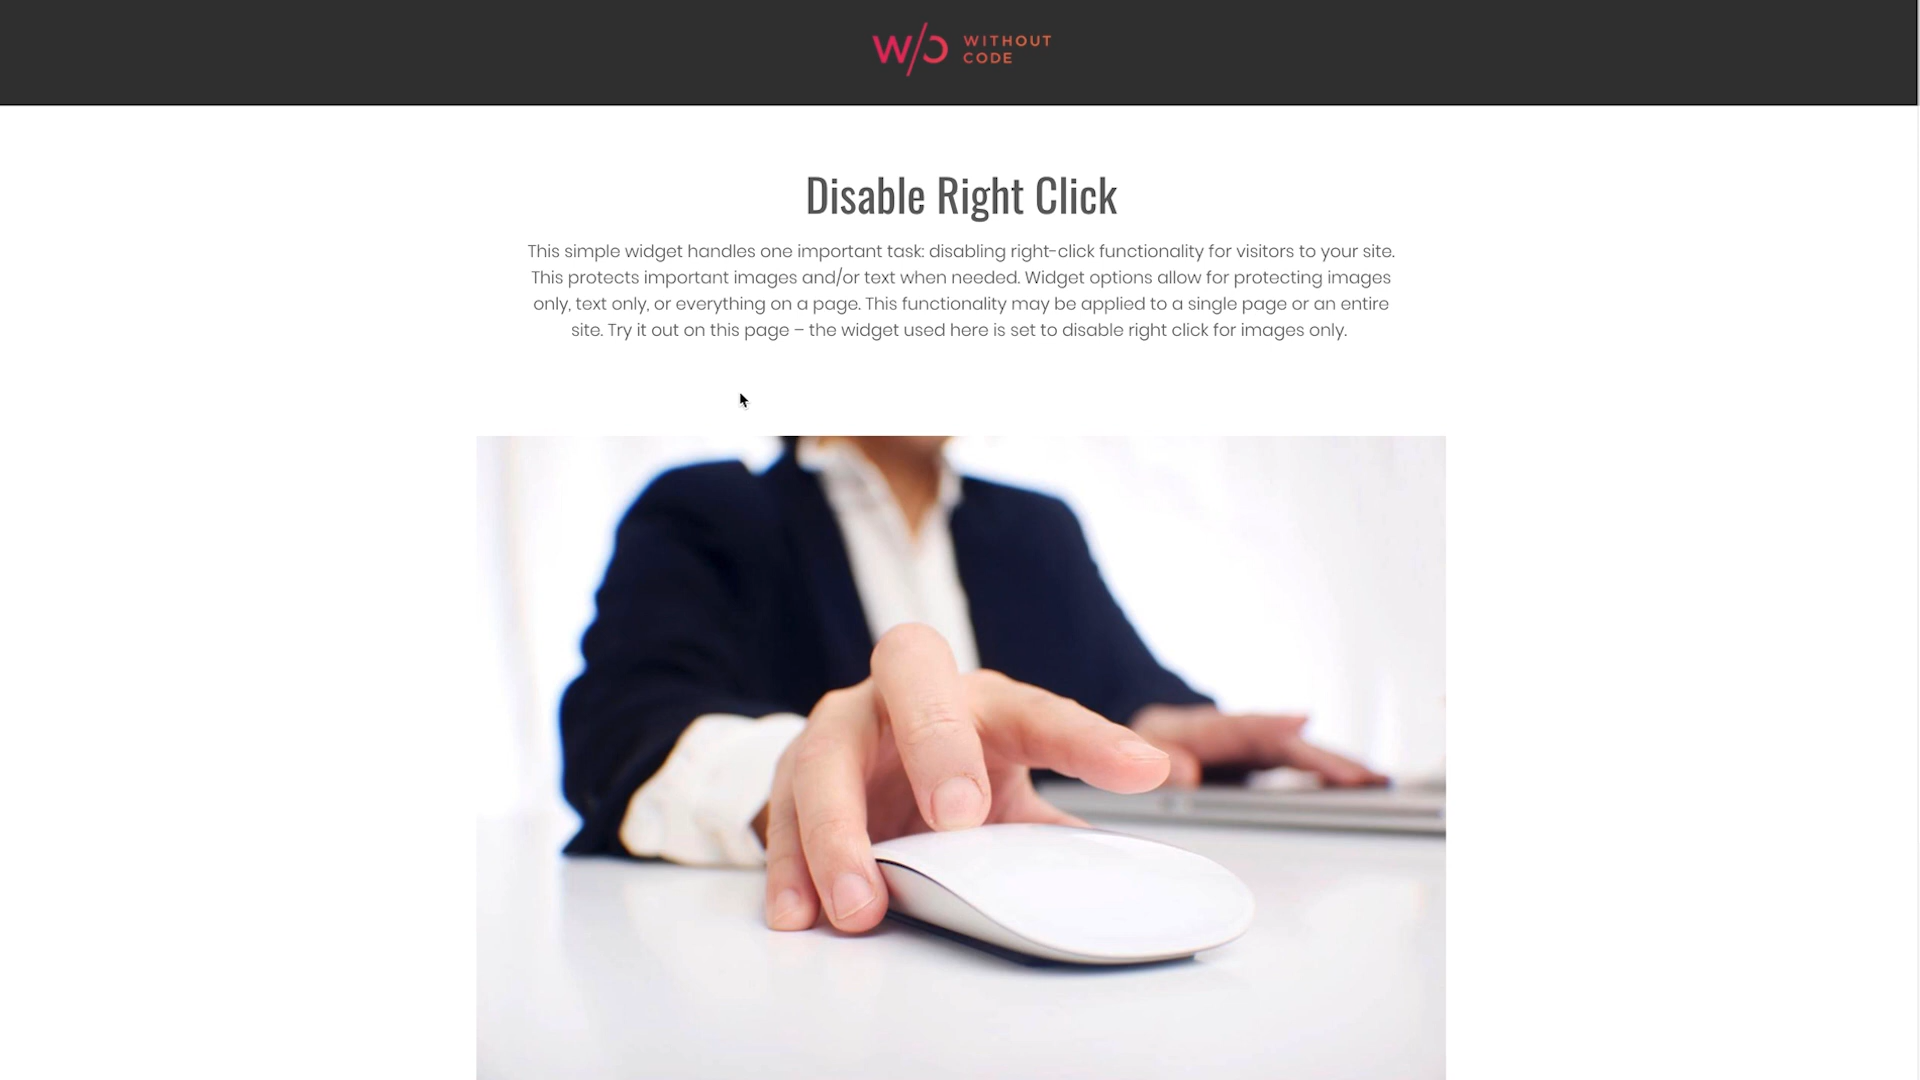 W/C WITHOUT
CODE
Disable Right Click
This simple widget handles one important task: disabling right-click functionality for visitors to your site.
This protects important images and/or text when needed. Widget options allow for protecting images
only, text only, or everything on a page. This functionality may be applied to a single page or an entire
site. Try it out on this page – the widget used here is set to disable right click for images only.